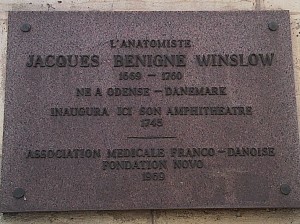 L'ANATOMISTE
JACQUES BENIGNE WINSLOW
1669 - 1760
NE A ODENSE - DANEMARK
INAUGURA ICI SON AMPHITHEATRE
1745
ASSOCIATION MEDICALE FRANCO - DANOISE
FONDATION NOVO
1969